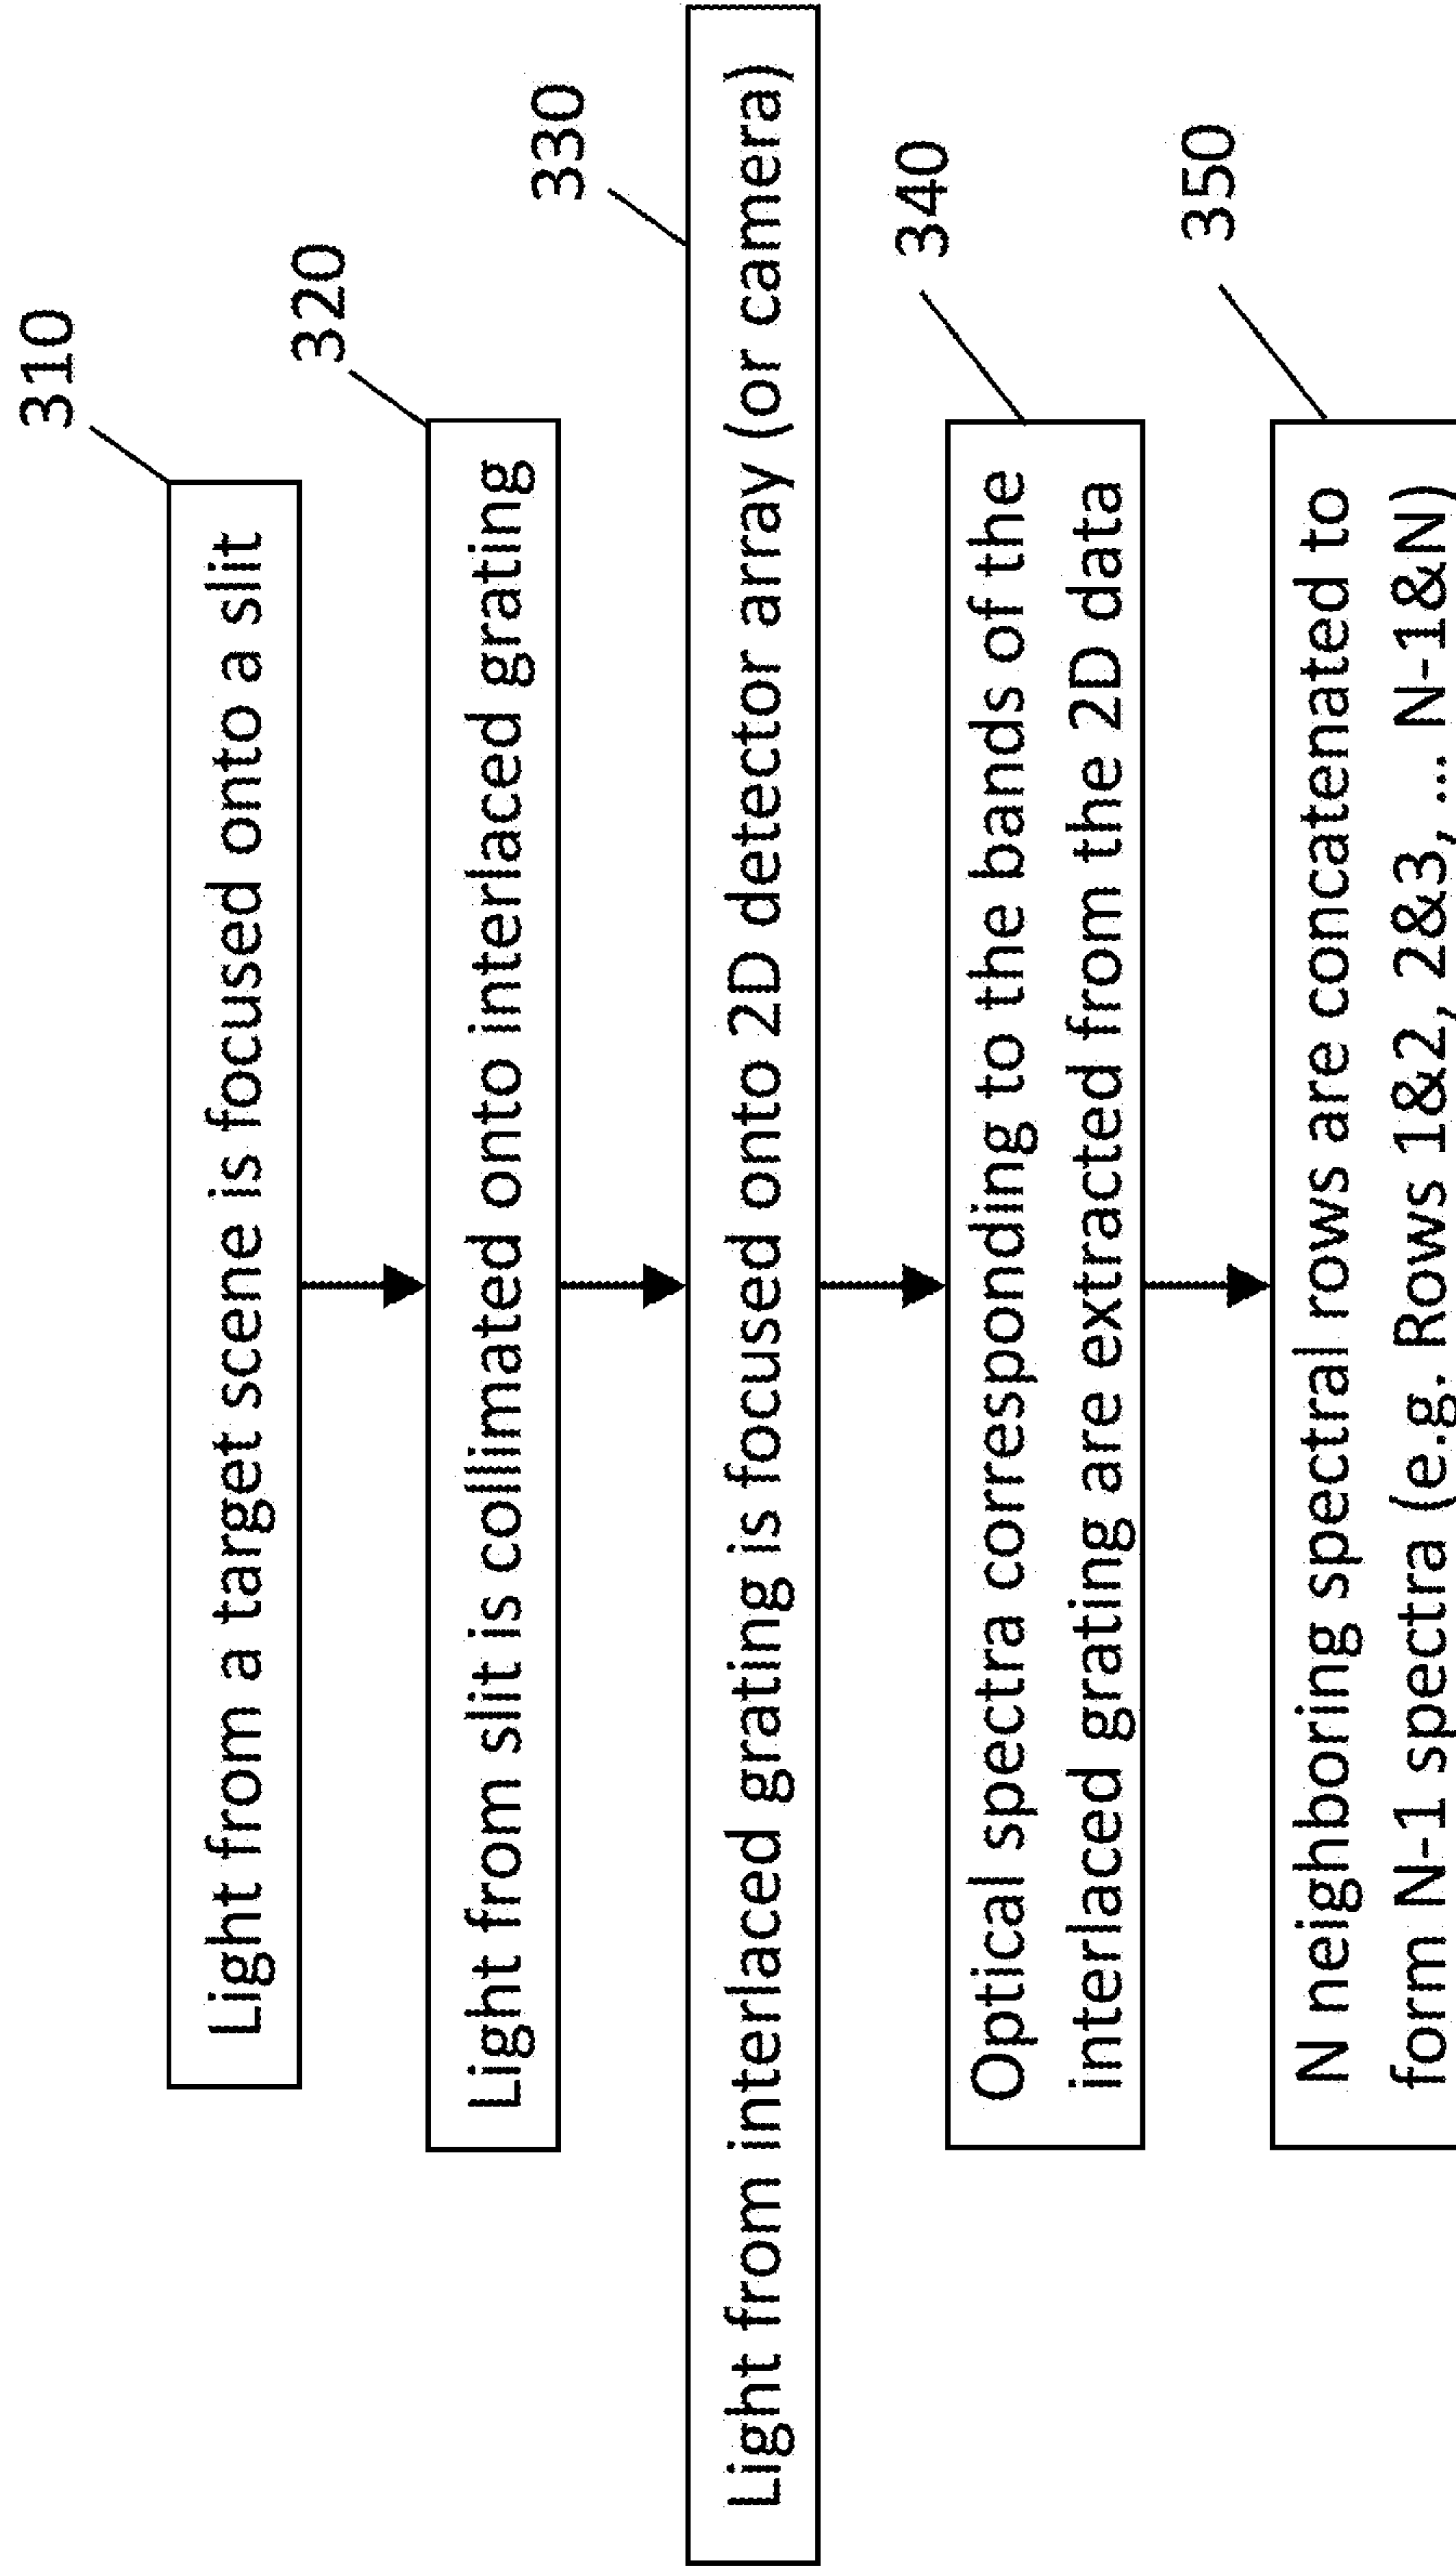 310
Light from a target scene is focused onto a slit
320
Light from slit is collimated onto interlaced grating
330
Light from interlaced grating is focused onto 2D detector array (or camera)
340
Optical spectra corresponding to the bands of the
interlaced grating are extracted from the 2D data
350
N neighboring spectral rows are concatenated to
form N-1 spectra (e.g. Rows 1&2, 2&3, ... N-1&N)